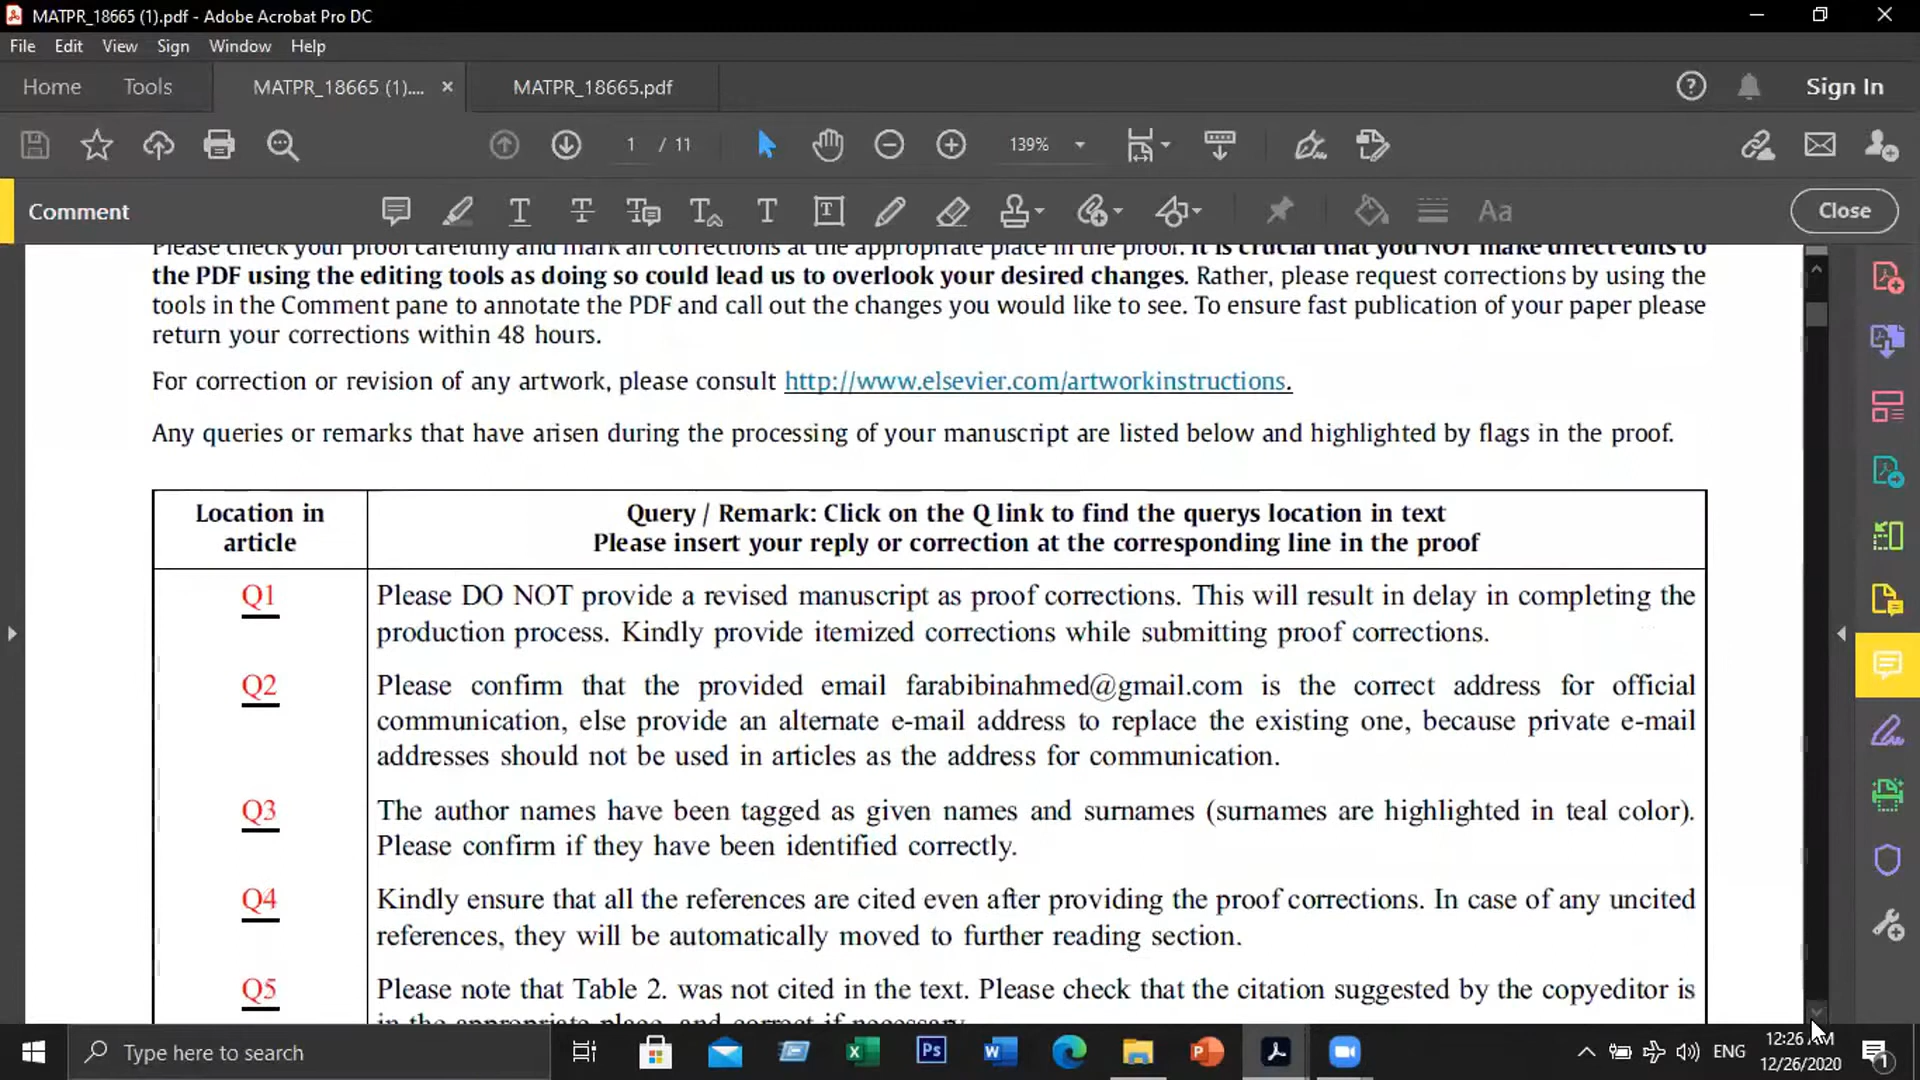 MATPR_18665 (1).pdf - Adobe Acrobat Pro DC
File Edit View Sign Window Help
Home Tools MATPR_18665 (1).... × MATPR_18665.pdf Sign In
1 / 11 139%
Comment Aa Close
Please check your proof carefully and mark all corrections at the appropriate place in the proof. It is crucial that you NOT make direct edits to
the PDF using the editing tools as doing so could lead us to overlook your desired changes. Rather, please request corrections by using the
tools in the Comment pane to annotate the PDF and call out the changes you would like to see. To ensure fast publication of your paper please
return your corrections within 48 hours.
For correction or revision of any artwork, please consult http://www.elsevier.com/artworkinstructions.
Any queries or remarks that have arisen during the processing of your manuscript are listed below and highlighted by flags in the proof.
Location in
article
Query / Remark: Click on the Q link to find the querys location in text
Please insert your reply or correction at the corresponding line in the proof
Q1 Please DO NOT provide a revised manuscript as proof corrections. This will result in delay in completing the
production process. Kindly provide itemized corrections while submitting proof corrections.
Q2 Please confirm that the provided email farabibinahmed@gmail.com is the correct address for official
communication, else provide an alternate e-mail address to replace the existing one, because private e-mail
addresses should not be used in articles as the address for communication.
Q3 The author names have been tagged as given names and surnames (surnames are highlighted in teal color).
Please confirm if they have been identified correctly.
Q4 Kindly ensure that all the references are cited even after providing the proof corrections. In case of any uncited
references, they will be automatically moved to further reading section.
Q5 Please note that Table 2. was not cited in the text. Please check that the citation suggested by the copyeditor is
in the appropriate place, and correct if necessary.
Type here to search
ENG
12:26
12/26/2020
1